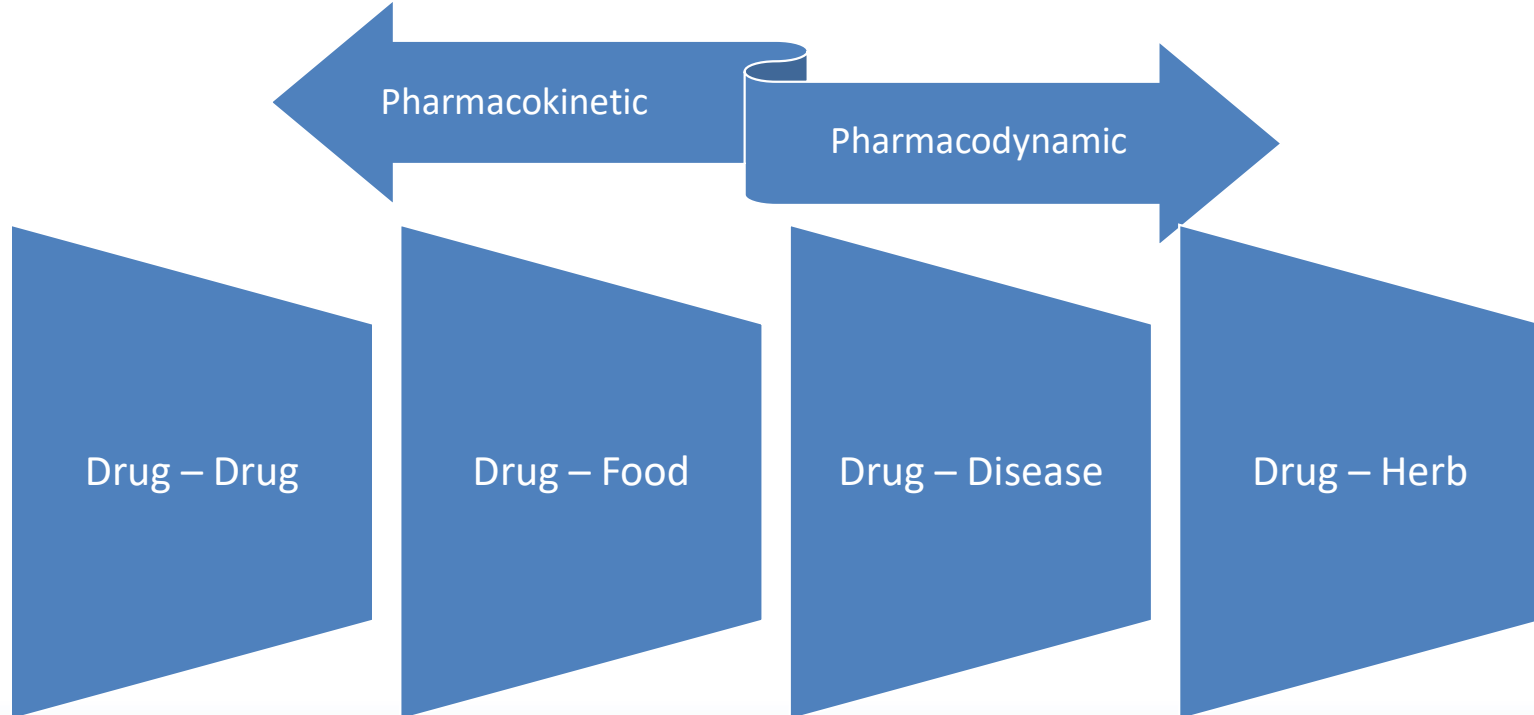 Pharmacokinetic
Pharmacodynamic
Drug – Drug
Drug – Food
Drug – Disease
Drug – Herb